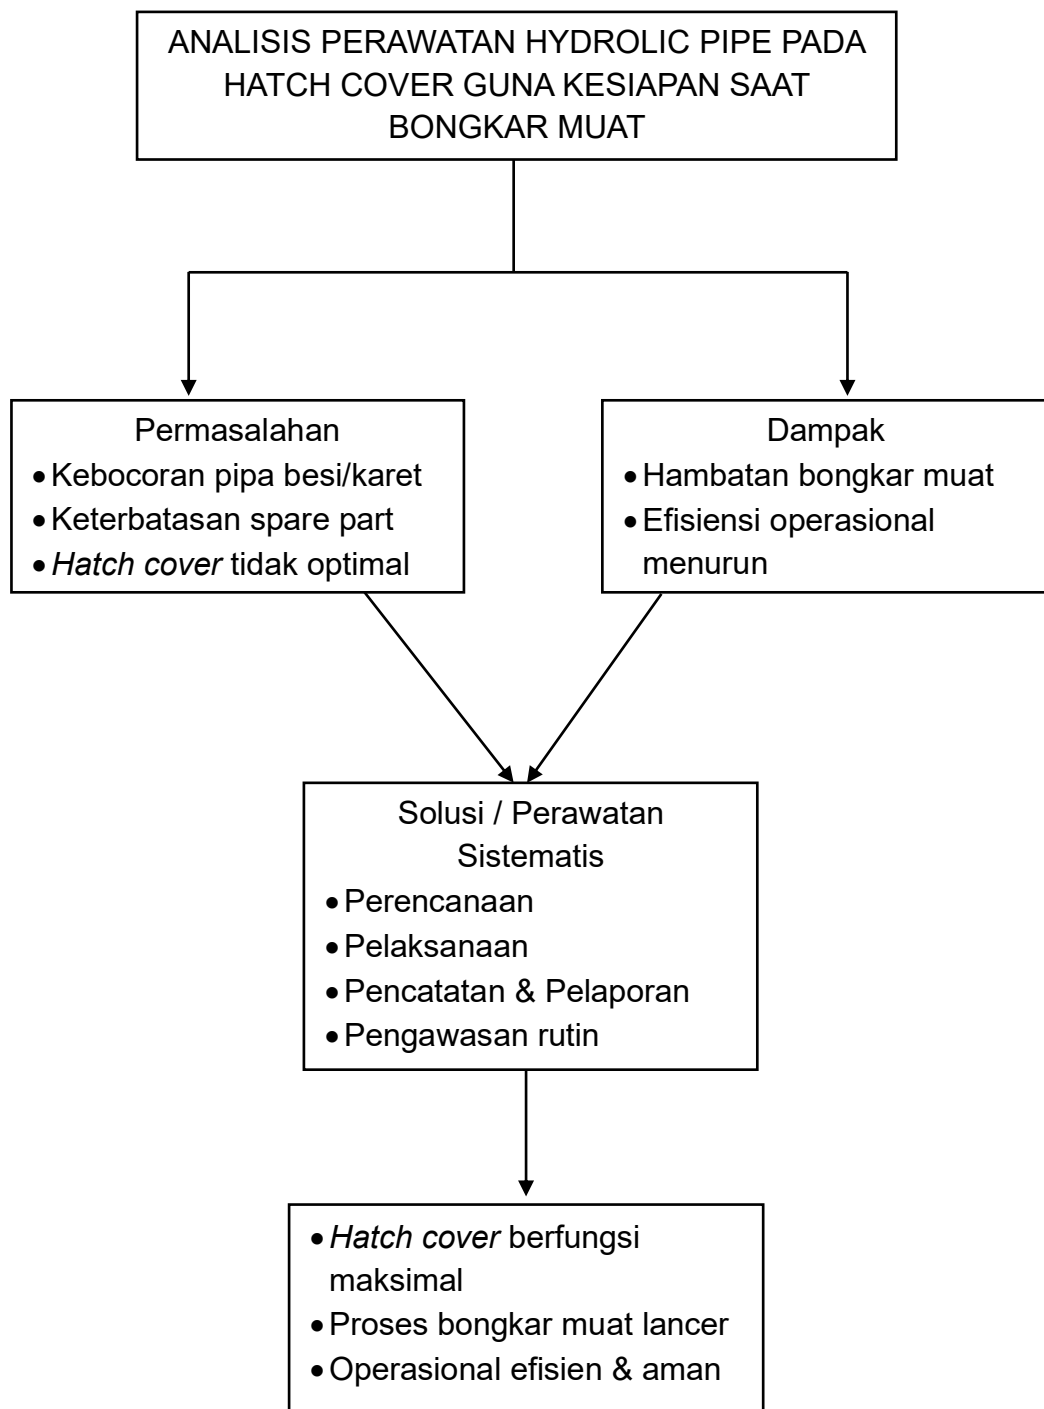 ANALISIS PERAWATAN HYDROLIC PIPE PADA
HATCH COVER GUNA KESIAPAN SAAT
BONGKAR MUAT
Permasalahan
• Kebocoran pipa besi/karet
• Keterbatasan spare part
• Hatch cover tidak optimal
Dampak
• Hambatan bongkar muat
• Efisiensi operasional
menurun
Solusi / Perawatan
Sistematis
• Perencanaan
• Pelaksanaan
• Pencatatan & Pelaporan
• Pengawasan rutin
• Hatch cover berfungsi
maksimal
• Proses bongkar muat lancer
• Operasional efisien & aman